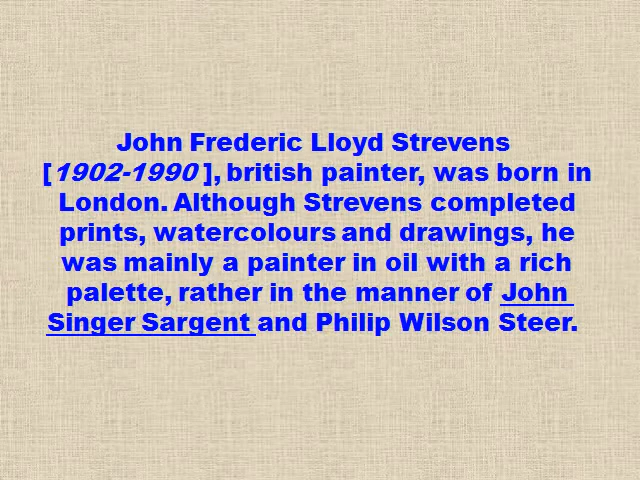 John Frederic Lloyd Strevens
[1902-1990 ], british painter, was born in
London. Although Strevens completed
prints, watercolours and drawings, he
was mainly a painter in oil with a rich
palette, rather in the manner of John
Singer Sargent and Philip Wilson Steer.